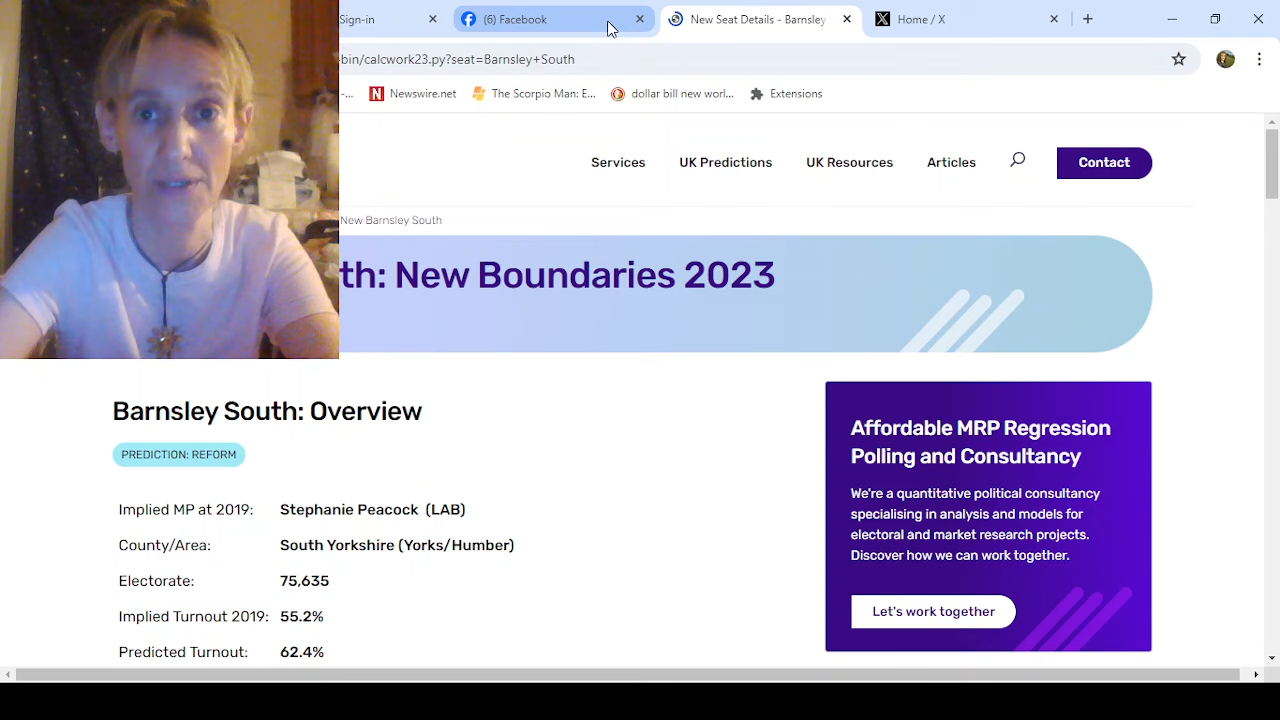 Sign-in
(6) Facebook
New Seat Details - Barnsley
Home / X
bin/calcwork23.py?seat=Barnsley+South
-...
Newswire.net
The Scorpio Man: E...
dollar bill new worl...
Extensions
Services
UK Predictions
UK Resources
Articles
Contact
New Barnsley South
th: New Boundaries 2023
Barnsley South: Overview
PREDICTION: REFORM
Implied MP at 2019: Stephanie Peacock (LAB)
County/Area: South Yorkshire (Yorks/Humber)
Electorate: 75,635
Implied Turnout 2019: 55.2%
Predicted Turnout: 62.4%
Affordable MRP Regression
Polling and Consultancy
We're a quantitative political consultancy
specialising in analysis and models for
electoral and market research projects.
Discover how we can work together.
Let's work together